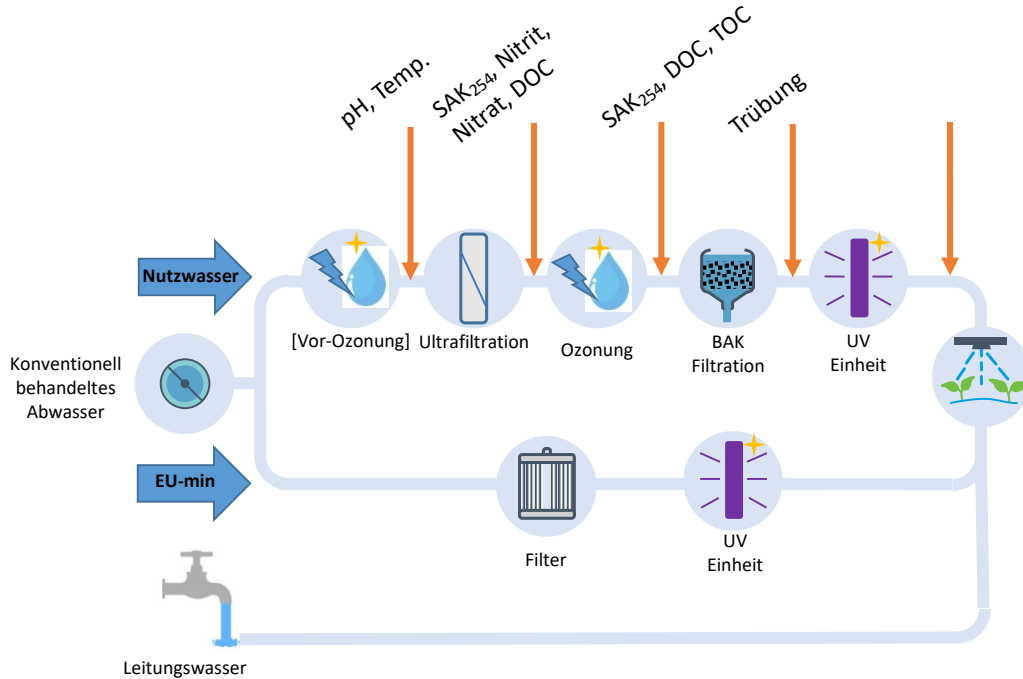 pH, Temp.
SAK₂₅₄, Nitrit,
Nitrat, DOC
SAK₂₅₄, DOC, TOC
Trübung
Nutzwasser
[Vor-Ozonung]
Ultrafiltration
Ozonung
BAK
Filtration
UV
Einheit
Konventionell
behandeltes
Abwasser
EU-min
Filter
UV
Einheit
Leitungswasser